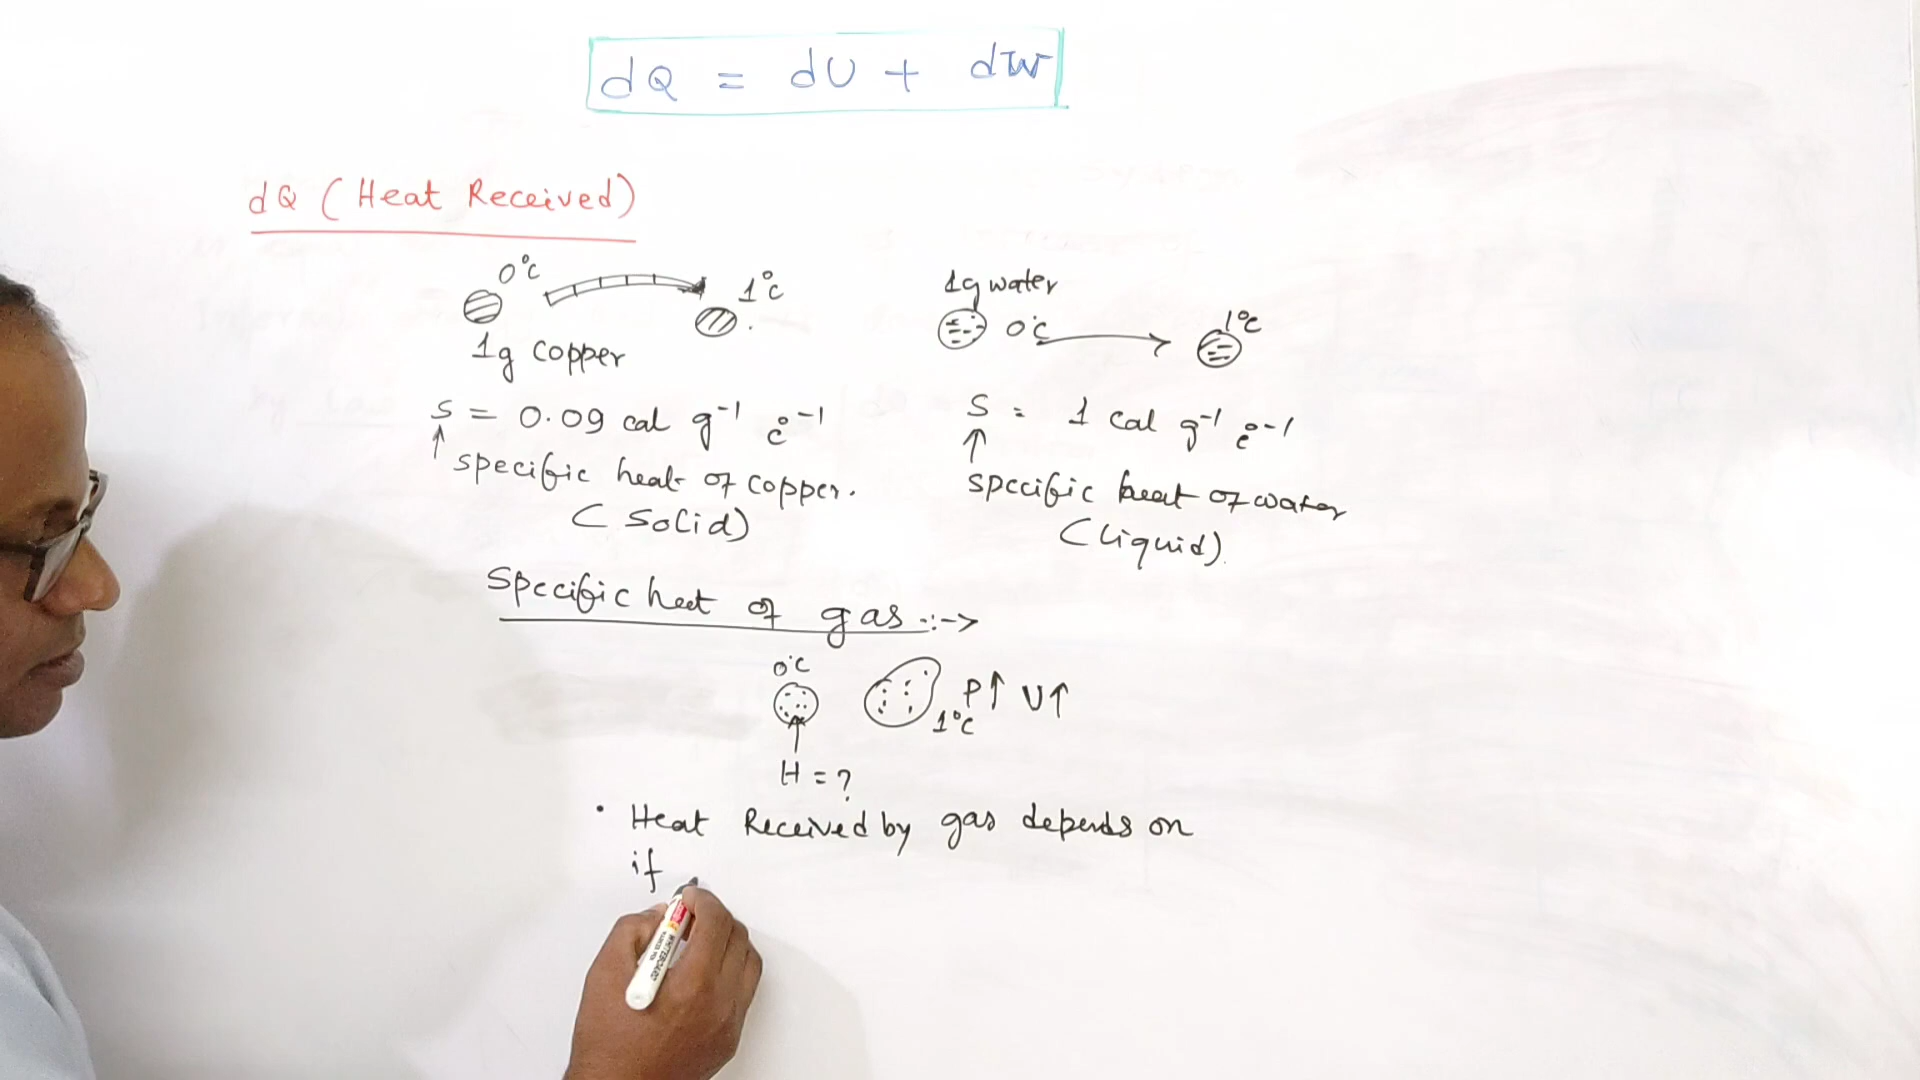 dQ = dU + dW
dQ (Heat Received)
0°C
1°C
1g copper
1g water
0°C
1°C
S = 0.09 cal g⁻¹ °C⁻¹
specific heat of copper.
(Solid)
S = 1 Cal g⁻¹ °C⁻¹
specific heat of water
(liquid).
Specific heat of gas :->
0°C
1°C
P↑ U↑
H = ?
• Heat Received by gas depends on
if